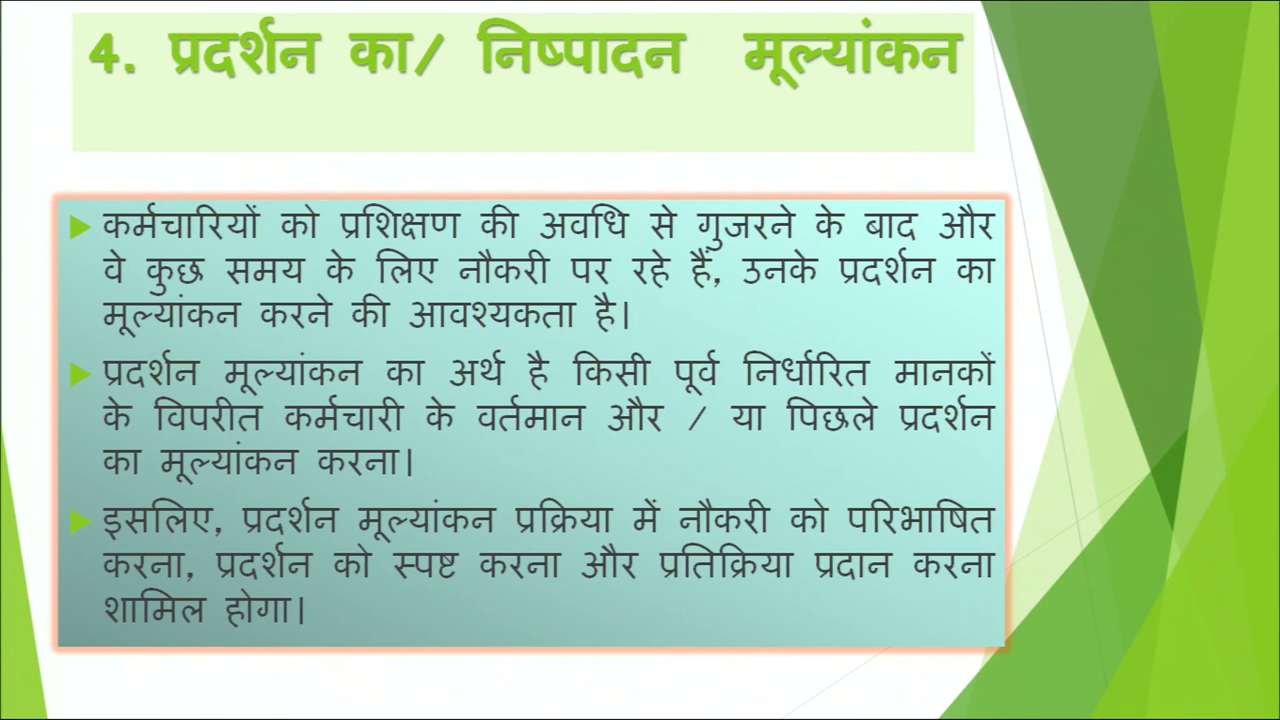 4. प्रदर्शन का/ निष्पादन मूल्यांकन
कर्मचारियों को प्रशिक्षण की अवधि से गुजरने के बाद और
वे कुछ समय के लिए नौकरी पर रहे हैं, उनके प्रदर्शन का
मूल्यांकन करने की आवश्यकता है।
प्रदर्शन मूल्यांकन का अर्थ है किसी पूर्व निर्धारित मानकों
के विपरीत कर्मचारी के वर्तमान और / या पिछले प्रदर्शन
का मूल्यांकन करना।
इसलिए, प्रदर्शन मूल्यांकन प्रक्रिया में नौकरी को परिभाषित
करना, प्रदर्शन को स्पष्ट करना और प्रतिक्रिया प्रदान करना
शामिल होगा।